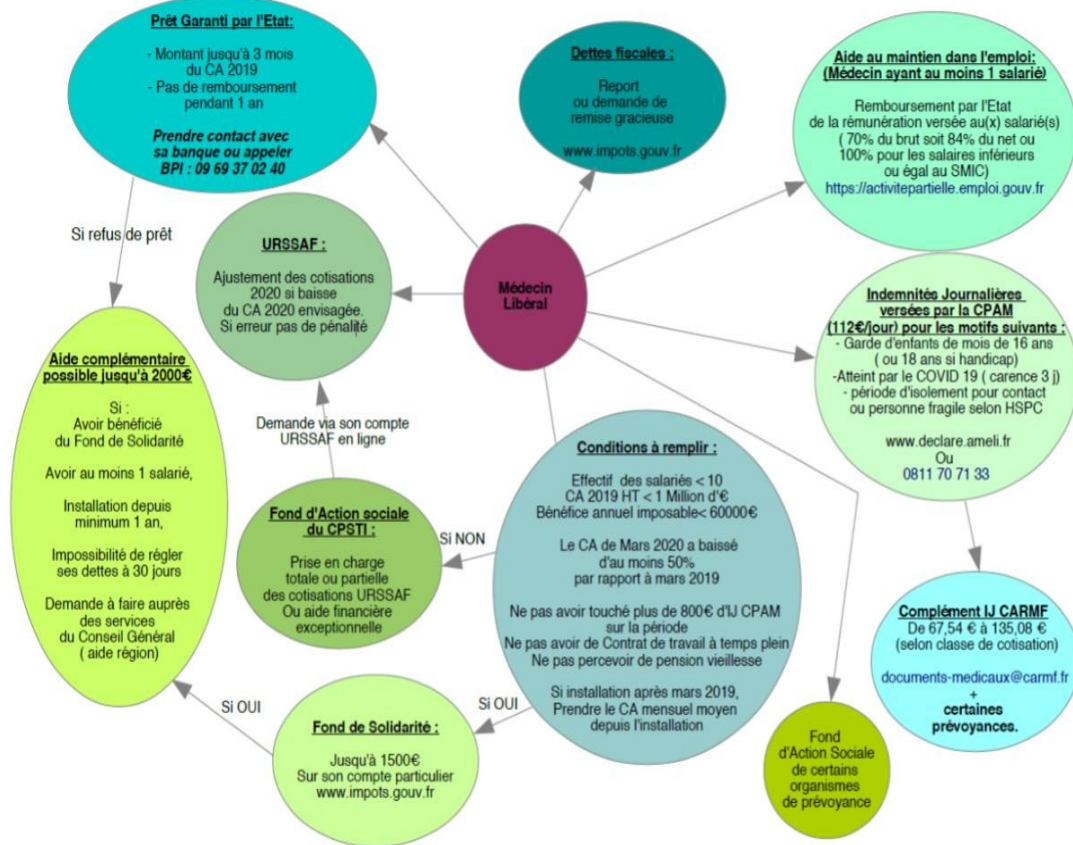 Prêt Garanti par l'Etat:
- Montant jusqu'à 3 mois
du CA 2019
- Pas de remboursement
pendant 1 an
Prendre contact avec
sa banque ou appeler
BPI : 09 69 37 02 40
Dettes fiscales :
Report
ou demande de
remise gracieuse
www.impots.gouv.fr
Aide au maintien dans l'emploi:
(Médecin ayant au moins 1 salarié)
Remboursement par l'Etat
de la rémunération versée au(x) salarié(s)
( 70% du brut soit 84% du net ou
100% pour les salaires inférieurs
ou égal au SMIC)
https://activitepartielle.emploi.gouv.fr
Si refus de prêt
URSSAF :
Ajustement des cotisations
2020 si baisse
du CA 2020 envisagée.
Si erreur pas de pénalité
Médecin
Libéral
Indemnités Journalières
versées par la CPAM
(112€/jour) pour les motifs suivants :
- Garde d'enfants de mois de 16 ans
( ou 18 ans si handicap)
-Atteint par le COVID 19 ( carence 3 j)
- période d'isolement pour contact
ou personne fragile selon HSPC
www.declare.ameli.fr
Ou
0811 70 71 33
Aide complémentaire
possible jusqu'à 2000€
Si :
Avoir bénéficié
du Fond de Solidarité
Avoir au moins 1 salarié,
Installation depuis
minimum 1 an,
Impossibilité de régler
ses dettes à 30 jours
Demande à faire auprès
des services
du Conseil Général
( aide région)
Demande via son compte
URSSAF en ligne
Fond d'Action sociale
du CPSTI :
Prise en charge
totale ou partielle
des cotisations URSSAF
Ou aide financière
exceptionnelle
Si NON
Conditions à remplir :
Effectif des salariés < 10
CA 2019 HT < 1 Million d'€
Bénéfice annuel imposable< 60000€
Le CA de Mars 2020 a baissé
d'au moins 50%
par rapport à mars 2019
Ne pas avoir touché plus de 800€ d'IJ CPAM
sur la période
Ne pas avoir de Contrat de travail à temps plein
Ne pas percevoir de pension vieillesse
Si installation après mars 2019,
Prendre le CA mensuel moyen
depuis l'installation
Complément IJ CARMF
De 67,54 € à 135,08 €
(selon classe de cotisation)
documents-medicaux@carmf.fr
+
certaines
prévoyances.
Si OUI
Si OUI
Fond de Solidarité :
Jusqu'à 1500€
Sur son compte particulier
www.impots.gouv.fr
Fond
d'Action Sociale
de certains
organismes
de prévoyance